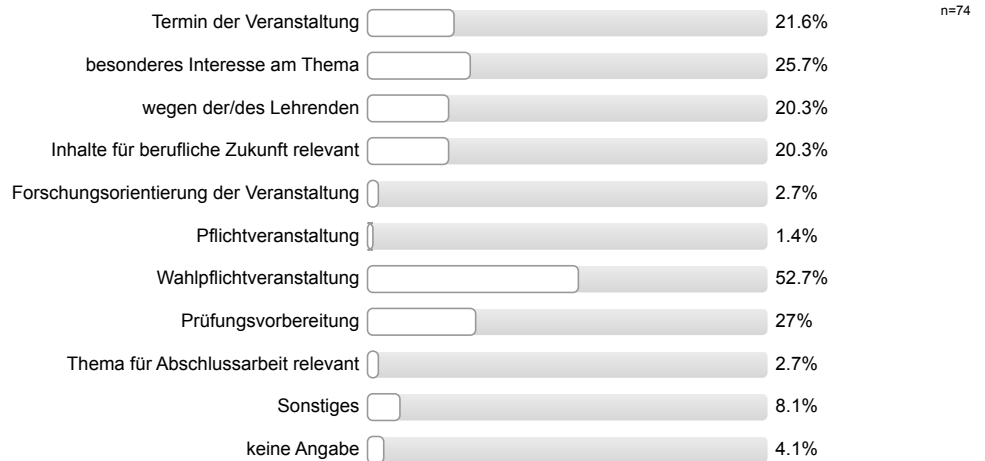 n=74
Termin der Veranstaltung 21.6%
besonderes Interesse am Thema 25.7%
wegen der/des Lehrenden 20.3%
Inhalte für berufliche Zukunft relevant 20.3%
Forschungsorientierung der Veranstaltung 2.7%
Pflichtveranstaltung 1.4%
Wahlpflichtveranstaltung 52.7%
Prüfungsvorbereitung 27%
Thema für Abschlussarbeit relevant 2.7%
Sonstiges 8.1%
keine Angabe 4.1%